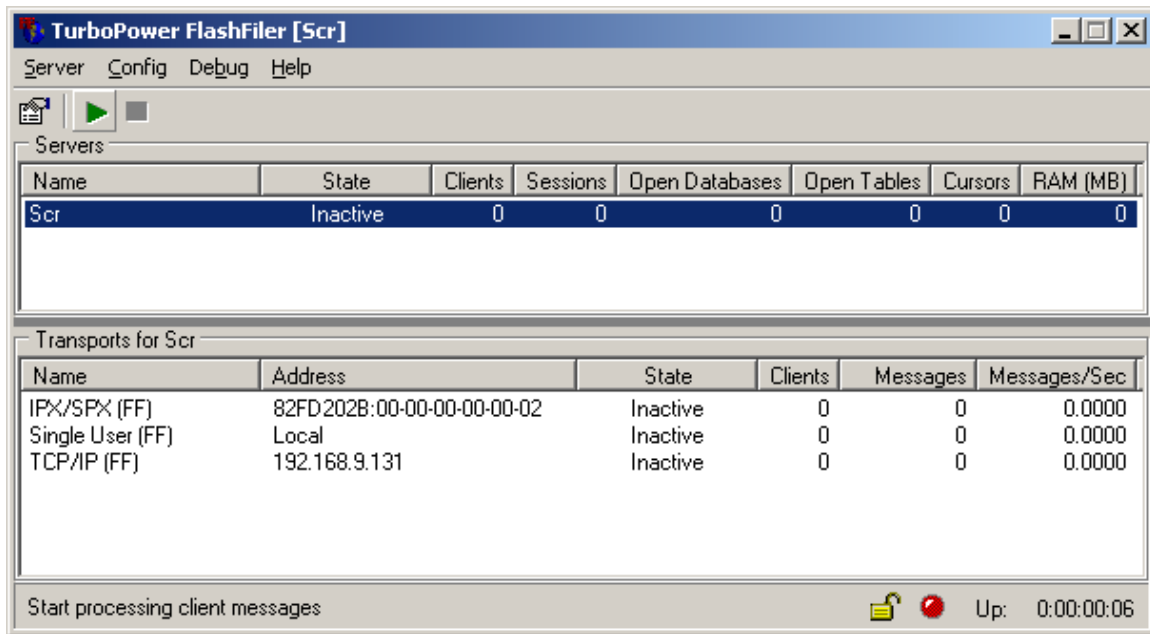 TurboPower FlashFiler [Scr]
Server Config Debug Help
Servers
Name State Clients Sessions Open Databases Open Tables Cursors RAM (MB)
Scr Inactive 0 0 0 0 0 0
Transports for Scr
Name Address State Clients Messages Messages/Sec
IPX/SPX (FF) 82FD202B:00-00-00-00-00-02 Inactive 0 0 0.0000
Single User (FF) Local Inactive 0 0 0.0000
TCP/IP (FF) 192.168.9.131 Inactive 0 0 0.0000
Start processing client messages Up: 0:00:00:06